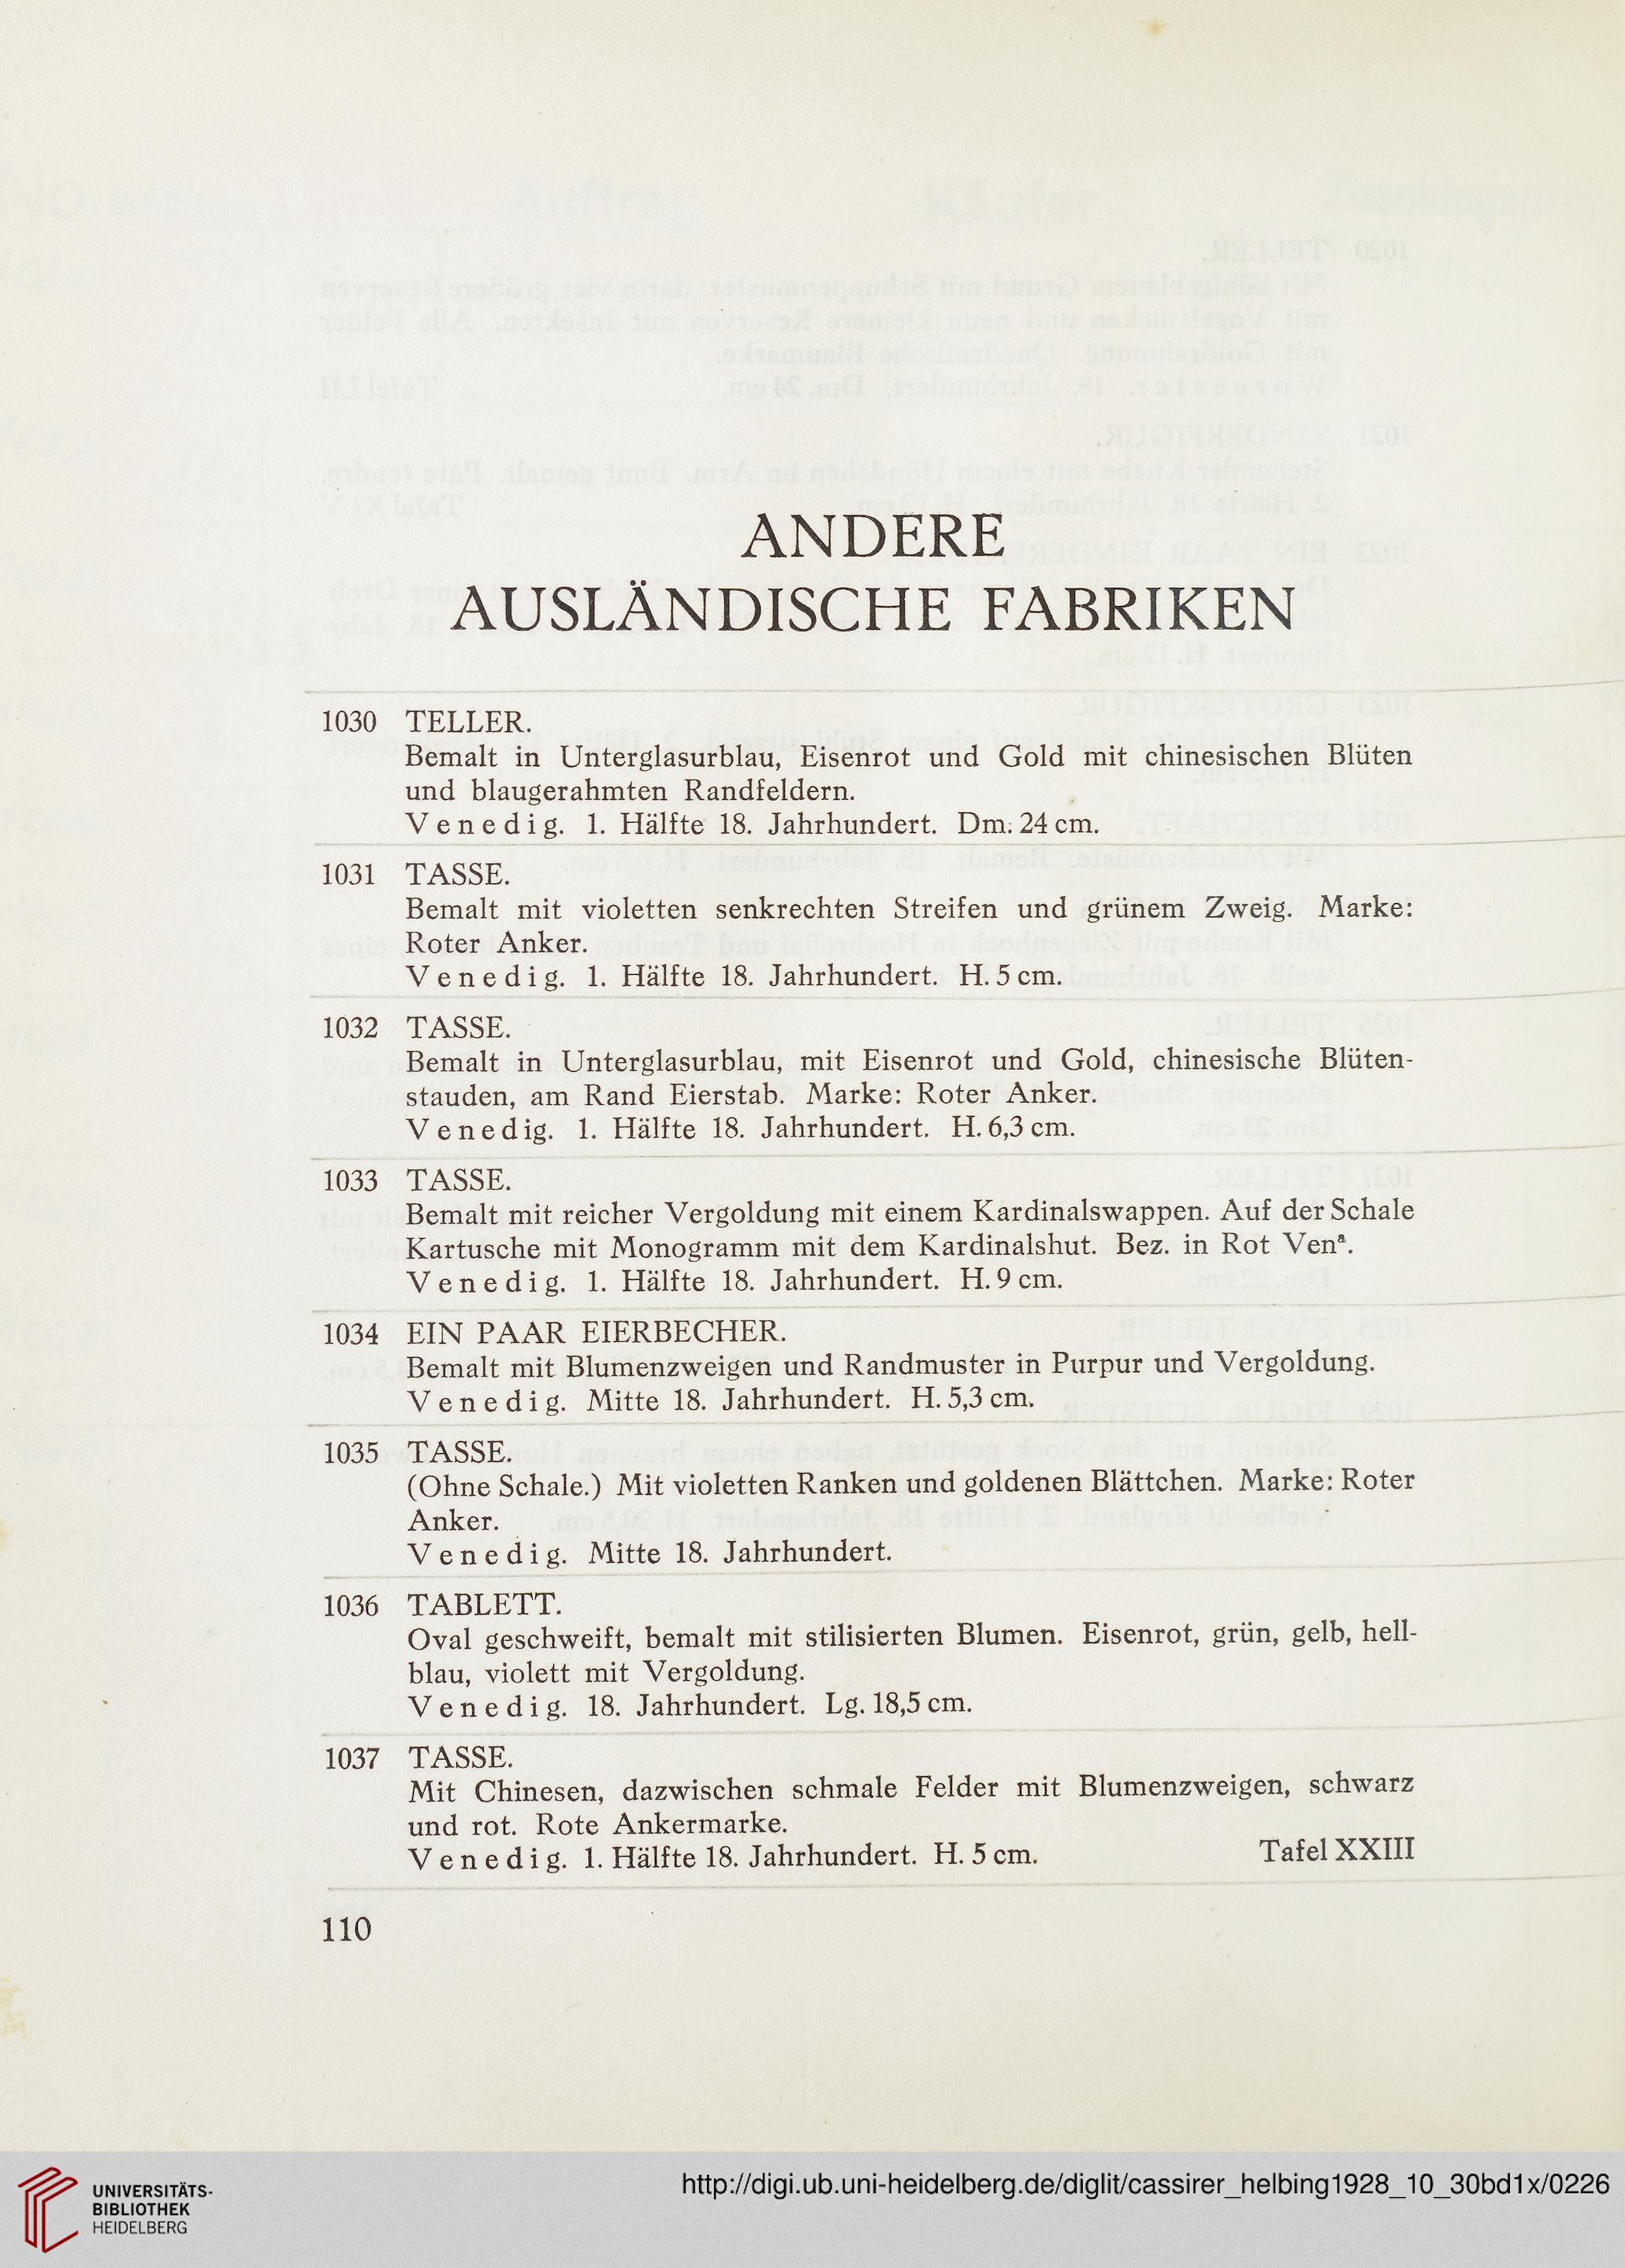 ANDERE
AUSLÄNDISCHE FABRIKEN
1030 TELLER.
Bemalt in Unterglasurblau, Eisenrot und Gold mit chinesischen Blüten
und blaugerahmten Randfeldern.
Venedig. 1. Hälfte 18. Jahrhundert. Dm. 24 cm.
1031 TASSE.
Bemalt mit violetten senkrechten Streifen und grünem Zweig. Marke:
Roter Anker.
Venedig. 1. Hälfte 18. Jahrhundert. H. 5 cm.
1032 TASSE.
Bemalt in Unterglasurblau, mit Eisenrot und Gold, chinesische Blüten-
stauden, am Rand Eierstab. Marke: Roter Anker.
Venedig. 1. Hälfte 18. Jahrhundert. H. 6,3 cm.
1033 TASSE.
Bemalt mit reicher Vergoldung mit einem Kardinalswappen. Auf der Schale
Kartusche mit Monogramm mit dem Kardinalshut. Bez. in Rot Venª.
Venedig. 1. Hälfte 18. Jahrhundert. H. 9 cm.
1034 EIN PAAR EIERBECHER.
Bemalt mit Blumenzweigen und Randmuster in Purpur und Vergoldung.
Venedig. Mitte 18. Jahrhundert. H. 5,3 cm.
1035 TASSE.
(Ohne Schale.) Mit violetten Ranken und goldenen Blättchen. Marke: Roter
Anker.
Venedig. Mitte 18. Jahrhundert.
1036 TABLETT.
Oval geschweift, bemalt mit stilisierten Blumen. Eisenrot, grün, gelb, hell-
blau, violett mit Vergoldung.
Venedig. 18. Jahrhundert. Lg. 18,5 cm.
1037 TASSE.
Mit Chinesen, dazwischen schmale Felder mit Blumenzweigen, schwarz
und rot. Rote Ankermarke.
Venedig. 1. Hälfte 18. Jahrhundert. H. 5 cm. Tafel XXIII
110
UNIVERSITÄTS-
BIBLIOTHEK
HEIDELBERG
http://digi.ub.uni-heidelberg.de/diglit/cassirer_helbing1928_10_30bd1x/0226